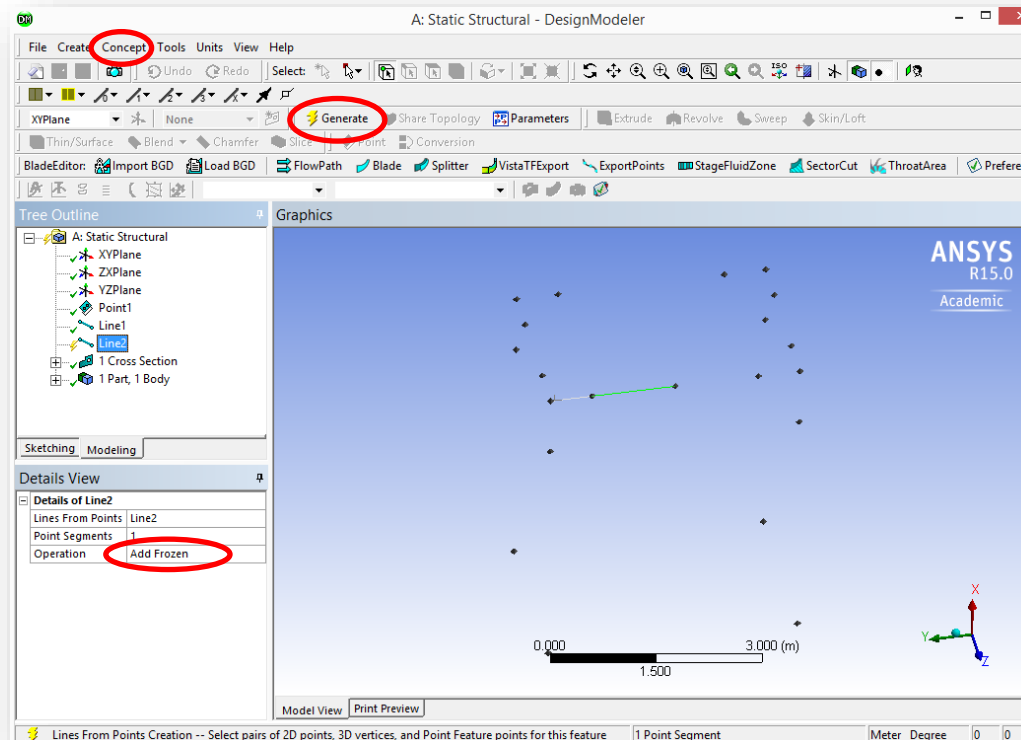 DM A: Static Structural - DesignModeler
File Create Concept Tools Units View Help
Undo Redo Select: ISO
XYPlane None Generate Share Topology Parameters Extrude Revolve Sweep Skin/Loft
Thin/Surface Blend Chamfer Slice Point Conversion
BladeEditor: Import BGD Load BGD FlowPath Blade Splitter VistaTFExport ExportPoints StageFluidZone SectorCut ThroatArea Prefere
Tree Outline
A: Static Structural
XYPlane
ZXPlane
YZPlane
Point1
Line1
Line2
1 Cross Section
1 Part, 1 Body
Sketching Modeling
Details View
Details of Line2
Lines From Points Line2
Point Segments 1
Operation Add Frozen
Graphics
ANSYS
R15.0
Academic
0.000 3.000 (m)
1.500
X
Y
Z
Model View Print Preview
Lines From Points Creation -- Select pairs of 2D points, 3D vertices, and Point Feature points for this feature 1 Point Segment Meter Degree 0 0